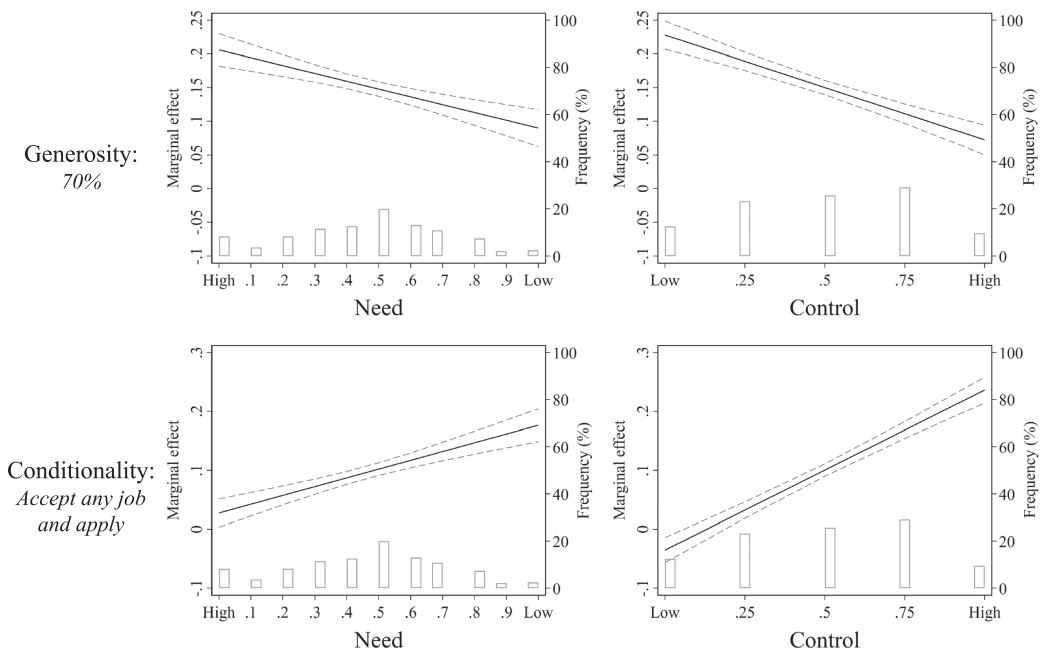 Generosity:
70%
Marginal effect
.25
.2
.15
.1
.05
0
-.05
-.1
100
80
60
40
20
0
Frequency (%)
High .1 .2 .3 .4 .5 .6 .7 .8 .9 Low
Need
Marginal effect
.25
.2
.15
.1
.05
0
-.05
-.1
100
80
60
40
20
0
Frequency (%)
Low .25 .5 .75 High
Control
Conditionality:
Accept any job
and apply
Marginal effect
.3
.2
.1
0
-.1
100
80
60
40
20
0
Frequency (%)
High .1 .2 .3 .4 .5 .6 .7 .8 .9 Low
Need
Marginal effect
.3
.2
.1
0
-.1
100
80
60
40
20
0
Frequency (%)
Low .25 .5 .75 High
Control